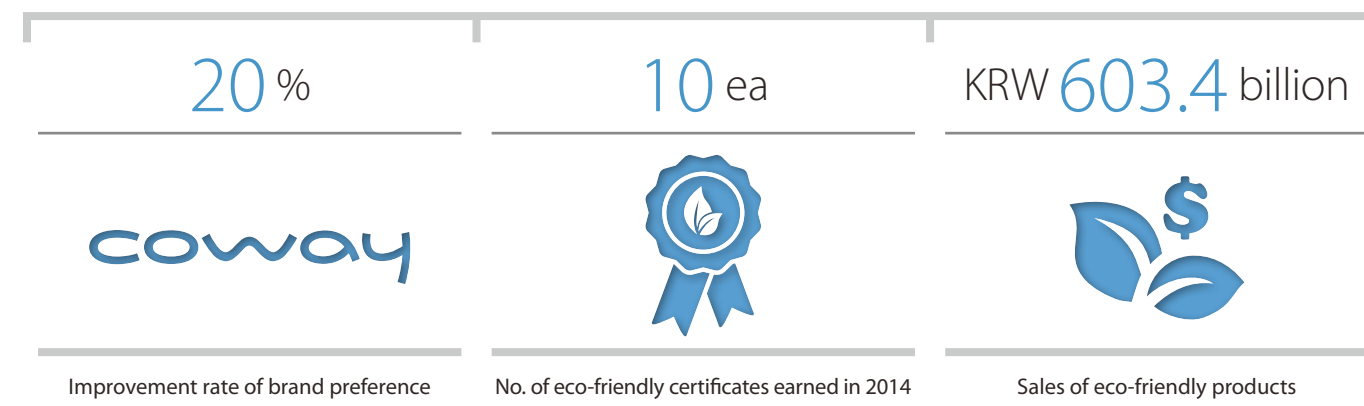 20 %
10 ea
KRW 603.4 billion
coway
$
Improvement rate of brand preference
No. of eco-friendly certificates earned in 2014
Sales of eco-friendly products